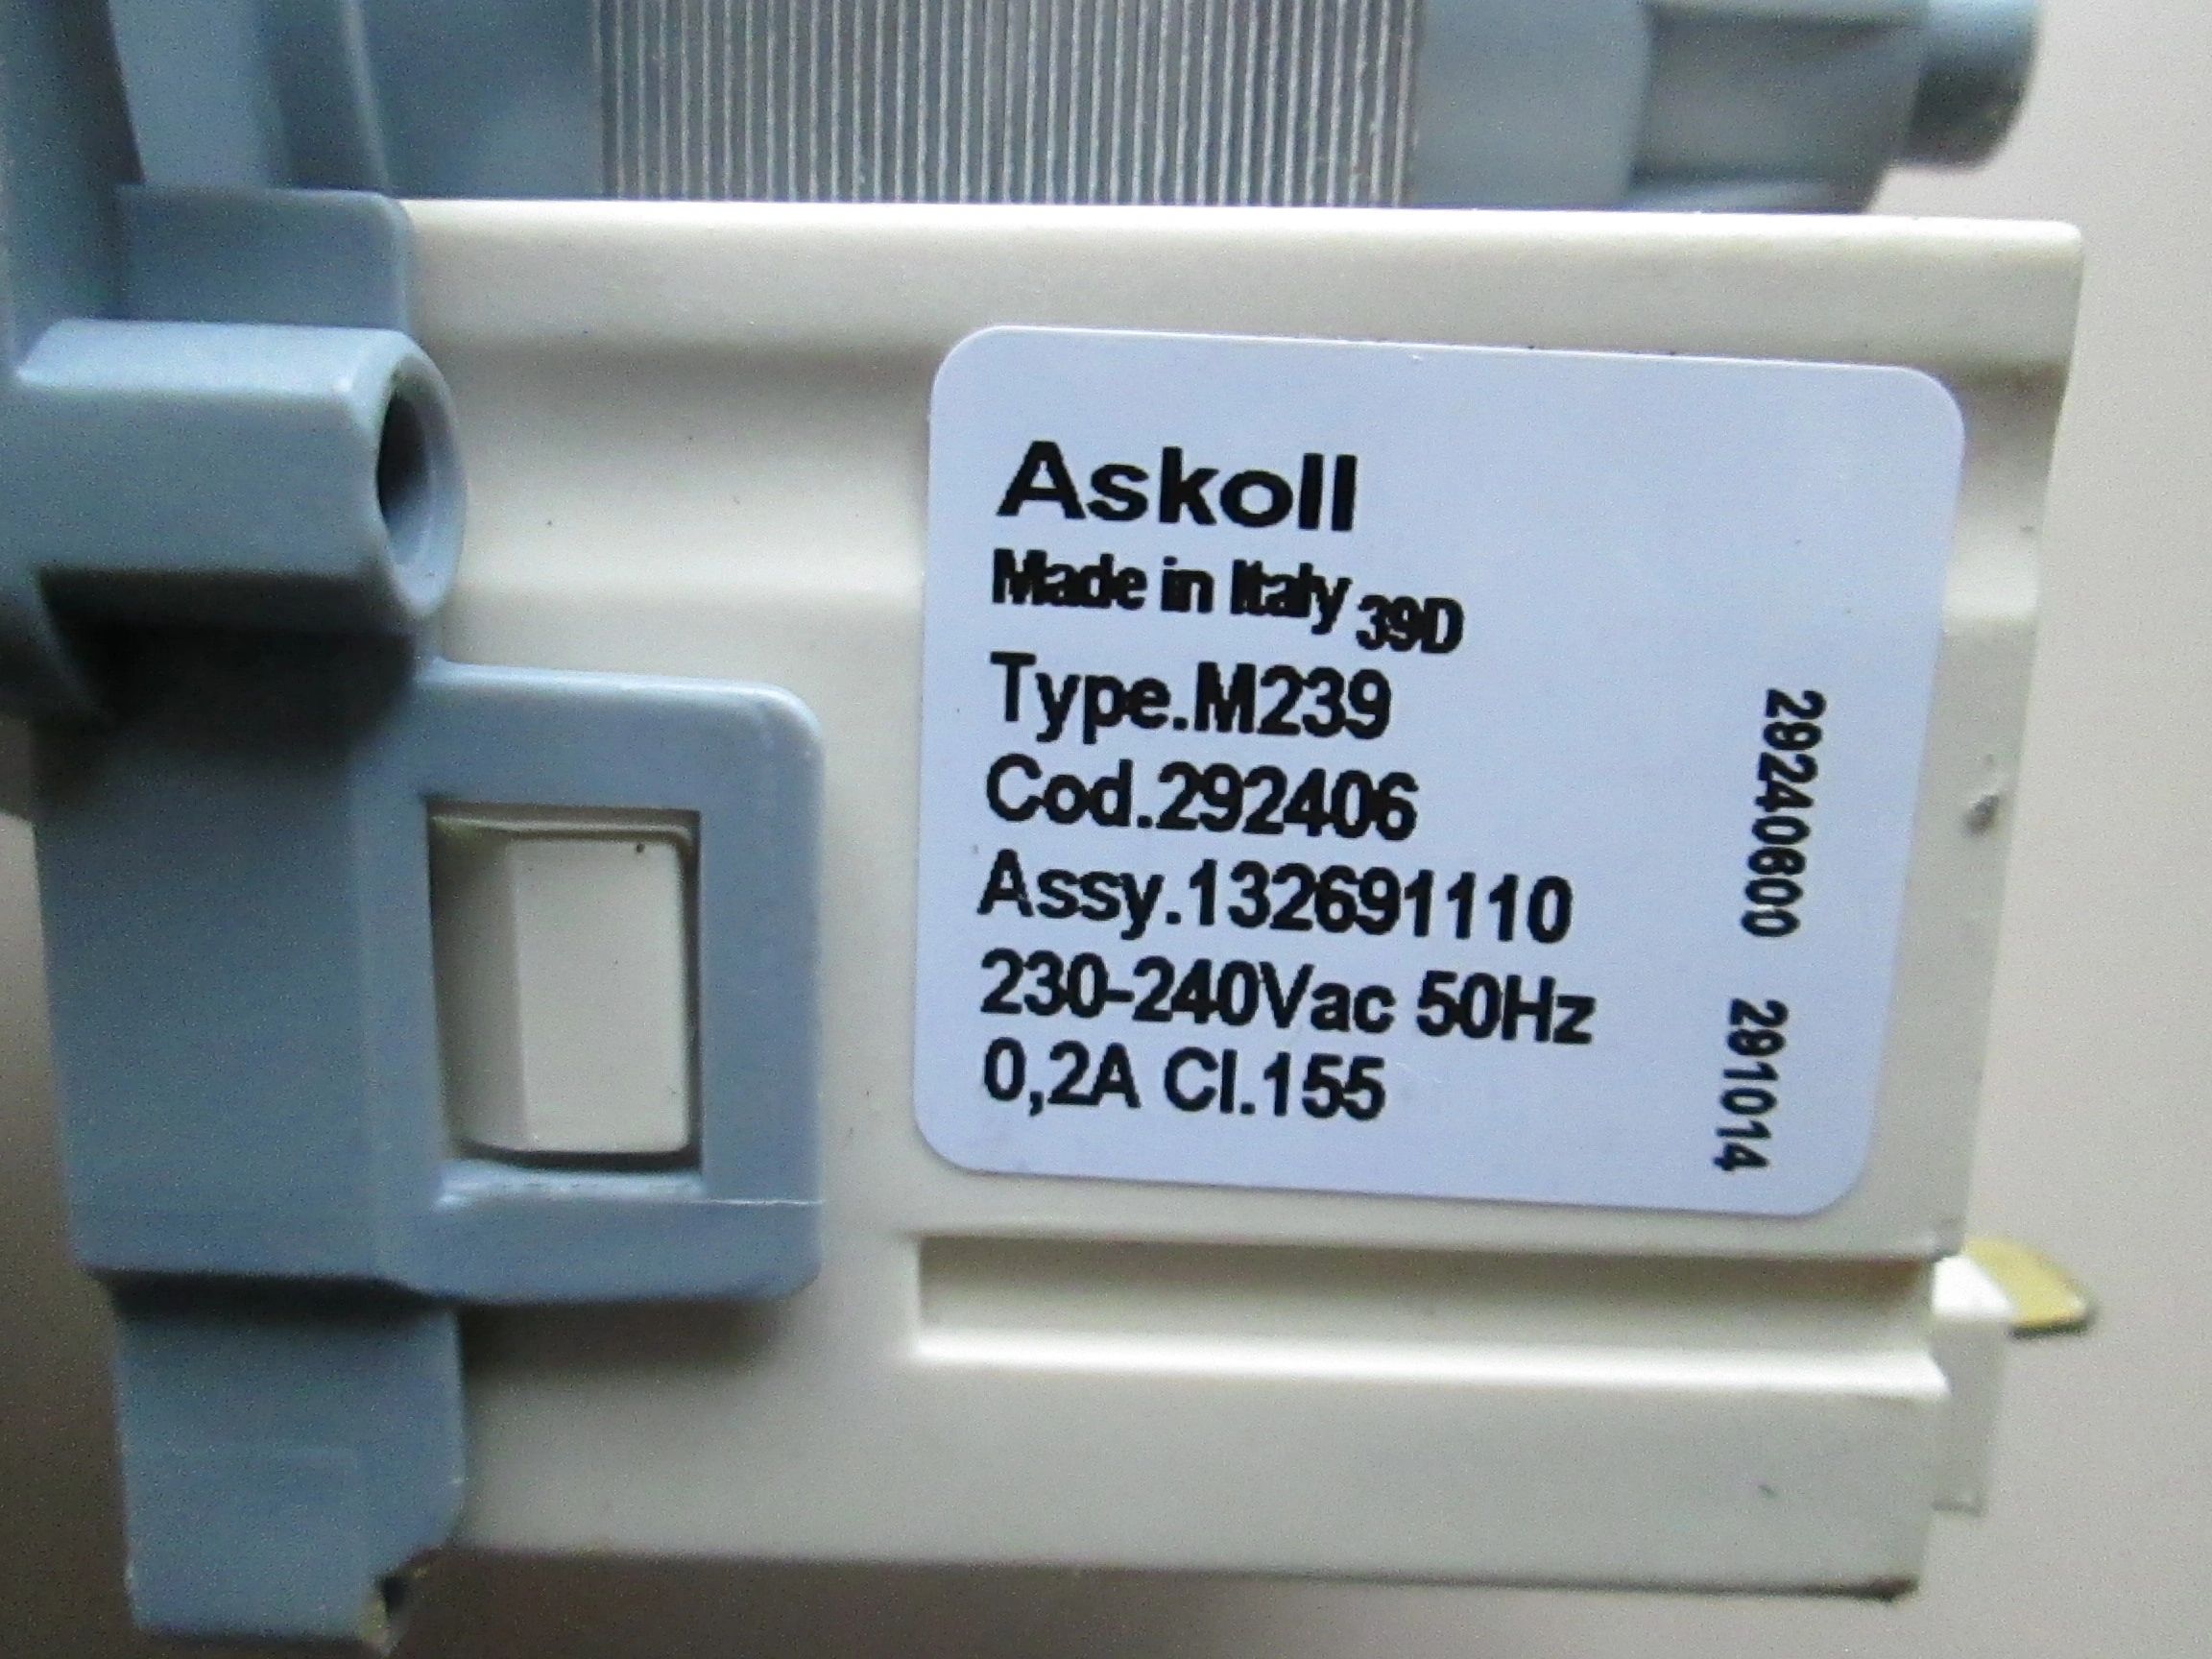 Askoll
Made in Italy 39D
Type.M239
Cod.292406
Assy.132691110
230-240Vac 50Hz
0,2A Cl.155
29240600 291014